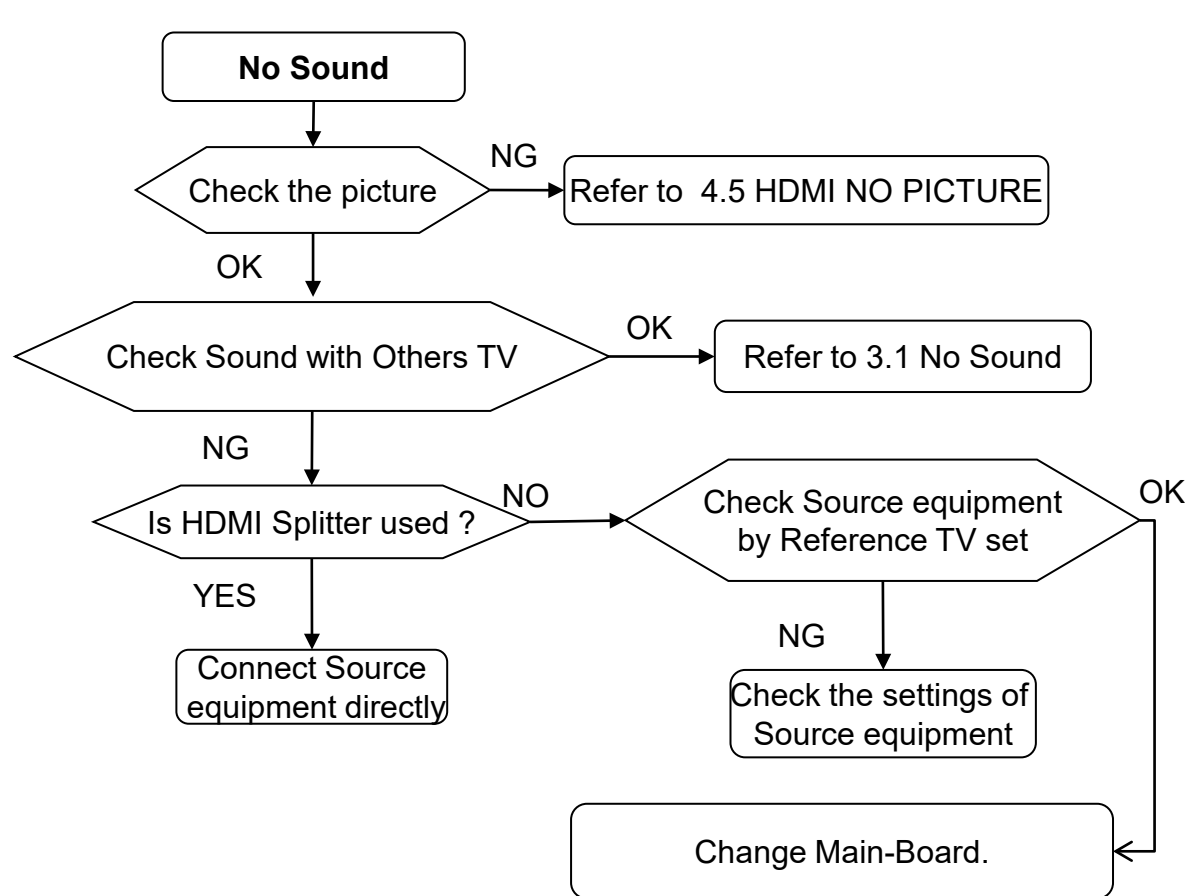 No Sound
Check the picture
NG
Refer to  4.5 HDMI NO PICTURE
OK
Check Sound with Others TV
OK
Refer to 3.1 No Sound
NG
Is HDMI Splitter used ?
NO
Check Source equipment
by Reference TV set
OK
YES
Connect Source
equipment directly
NG
Check the settings of
Source equipment
Change Main-Board.